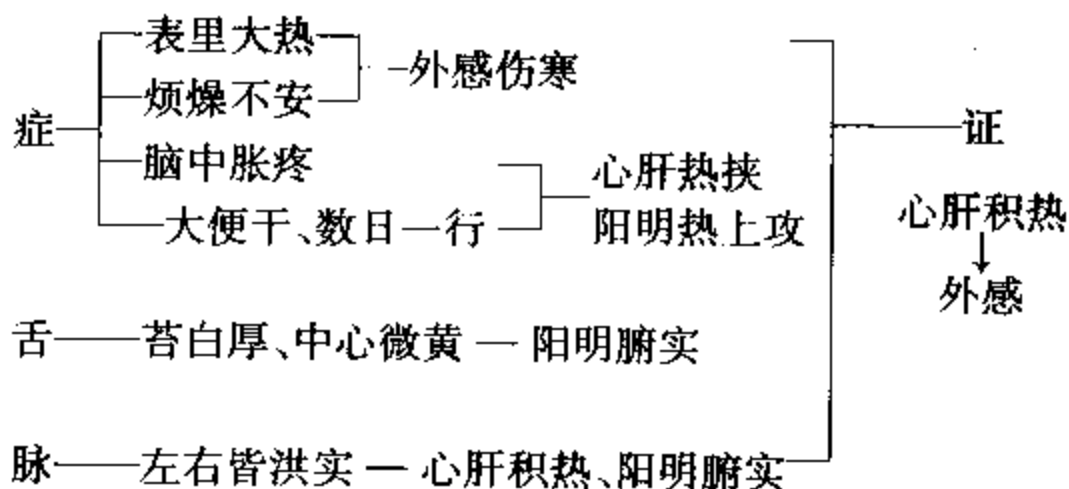 表里大热
烦燥不安
外感伤寒
症
脑中胀疼
大便干、数日一行
心肝热挟
阳明热上攻
证
心肝积热
外感
舌
苔白厚、中心微黄
阳明腑实
脉
左右皆洪实
心肝积热、阳明腑实